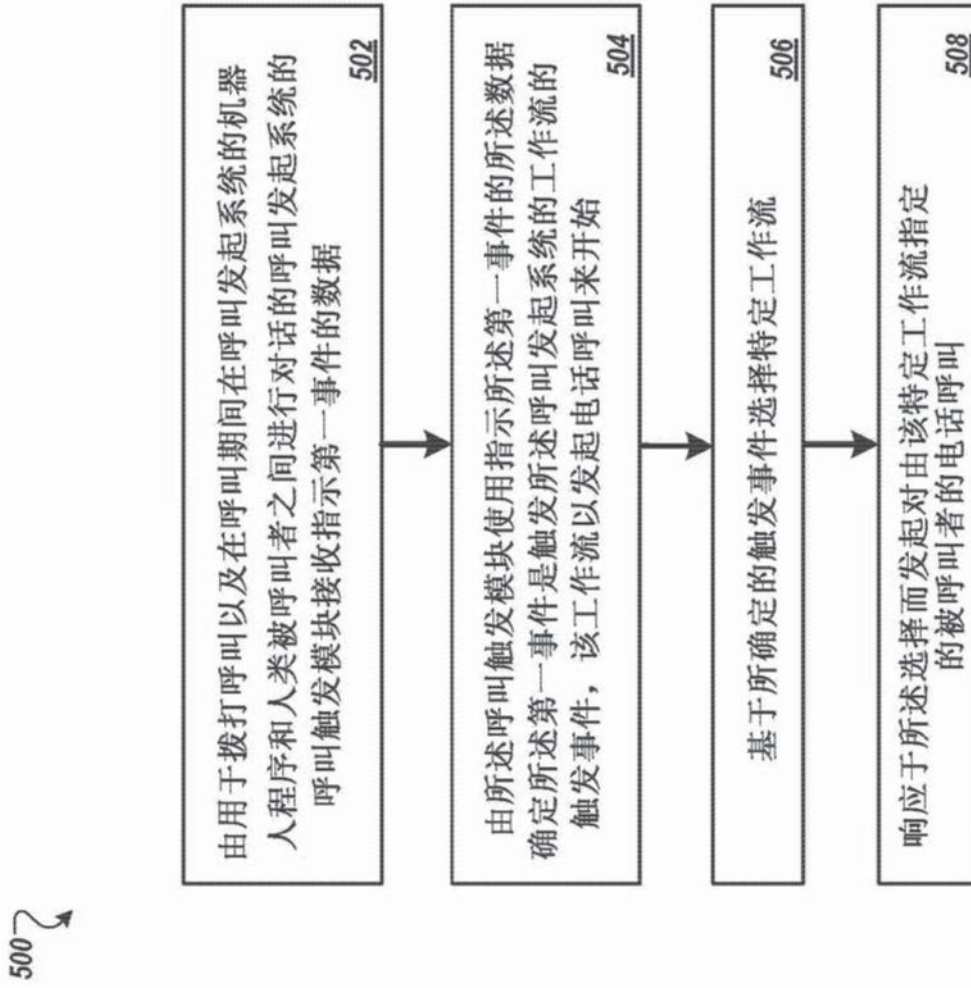 500
由用于拨打呼叫以及在呼叫期间在呼叫发起系统的机器
人程序和人类被呼叫者之间进行对话的呼叫发起系统的
呼叫触发模块接收指示第一事件的数据
502
由所述呼叫触发模块使用指示所述第一事件的所述数据
确定所述第一事件是触发所述呼叫发起系统的工作流的
触发事件，该工作流以发起电话呼叫来开始
504
基于所确定的触发事件选择特定工作流
506
响应于所述选择而发起对由该特定工作流指定
的被呼叫者的电话呼叫
508